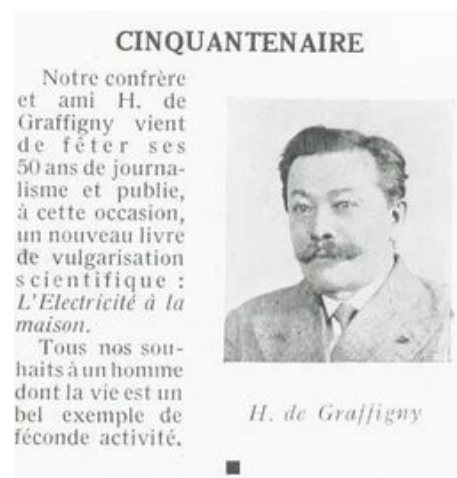 CINQUANTENAIRE
Notre confrère
et ami H. de
Graffigny vient
de fêter ses
50 ans de journa-
lisme et publie,
à cette occasion,
un nouveau livre
de vulgarisation
scientifique :
L'Electricité à la
maison.
Tous nos sou-
haits à un homme
dont la vie est un
bel exemple de
féconde activité.
H. de Graffigny